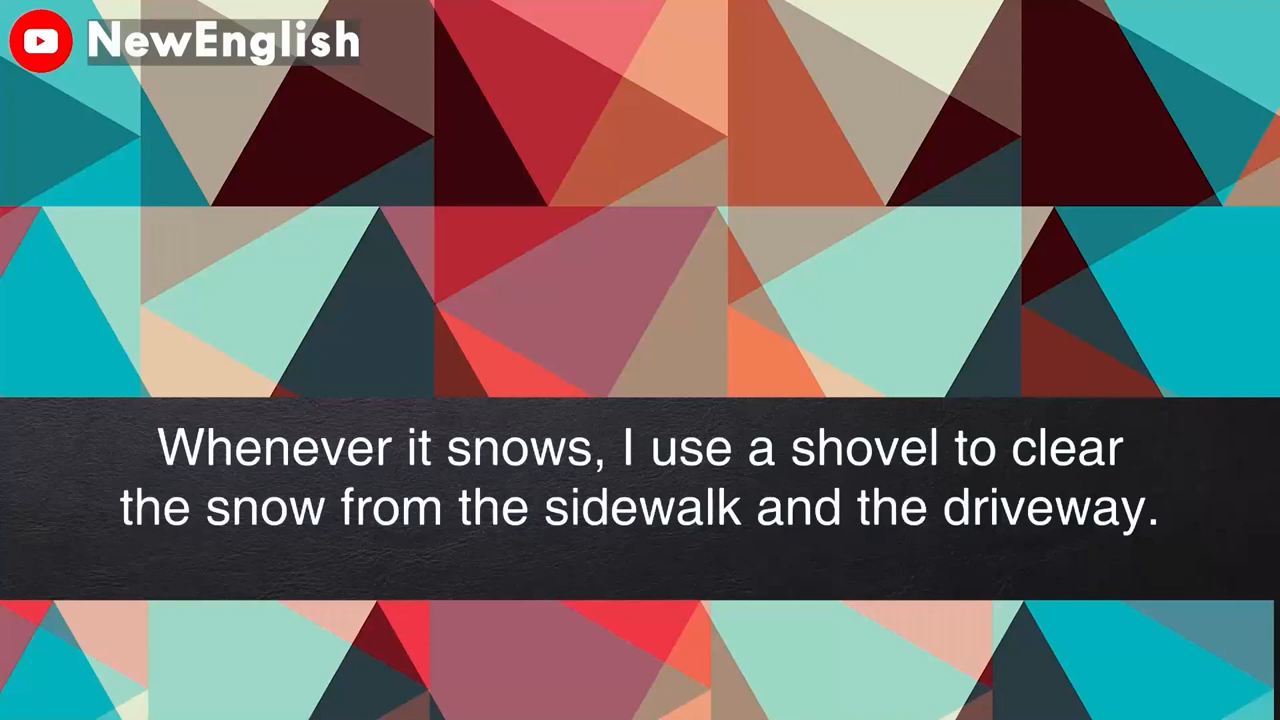 NewEnglish
Whenever it snows, I use a shovel to clear
the snow from the sidewalk and the driveway.